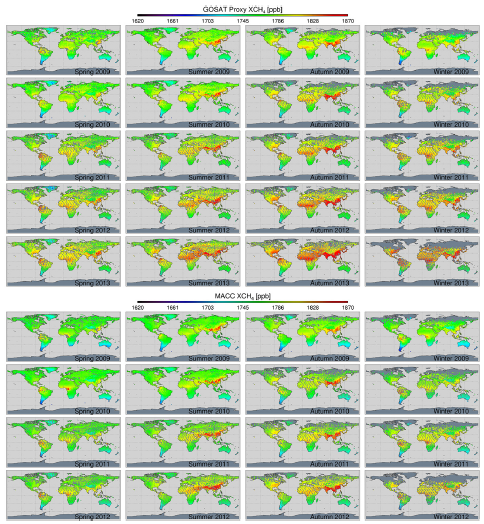 GOSAT Proxy XCH₄ [ppb]
1620 1661 1703 1745 1786 1828 1870
Spring 2009 Summer 2009 Autumn 2009 Winter 2009
Spring 2010 Summer 2010 Autumn 2010 Winter 2010
Spring 2011 Summer 2011 Autumn 2011 Winter 2011
Spring 2012 Summer 2012 Autumn 2012 Winter 2012
Spring 2013 Summer 2013 Autumn 2013 Winter 2013
MACC XCH₄ [ppb]
1620 1661 1703 1745 1786 1828 1870
Spring 2009 Summer 2009 Autumn 2009 Winter 2009
Spring 2010 Summer 2010 Autumn 2010 Winter 2010
Spring 2011 Summer 2011 Autumn 2011 Winter 2011
Spring 2012 Summer 2012 Autumn 2012 Winter 2012